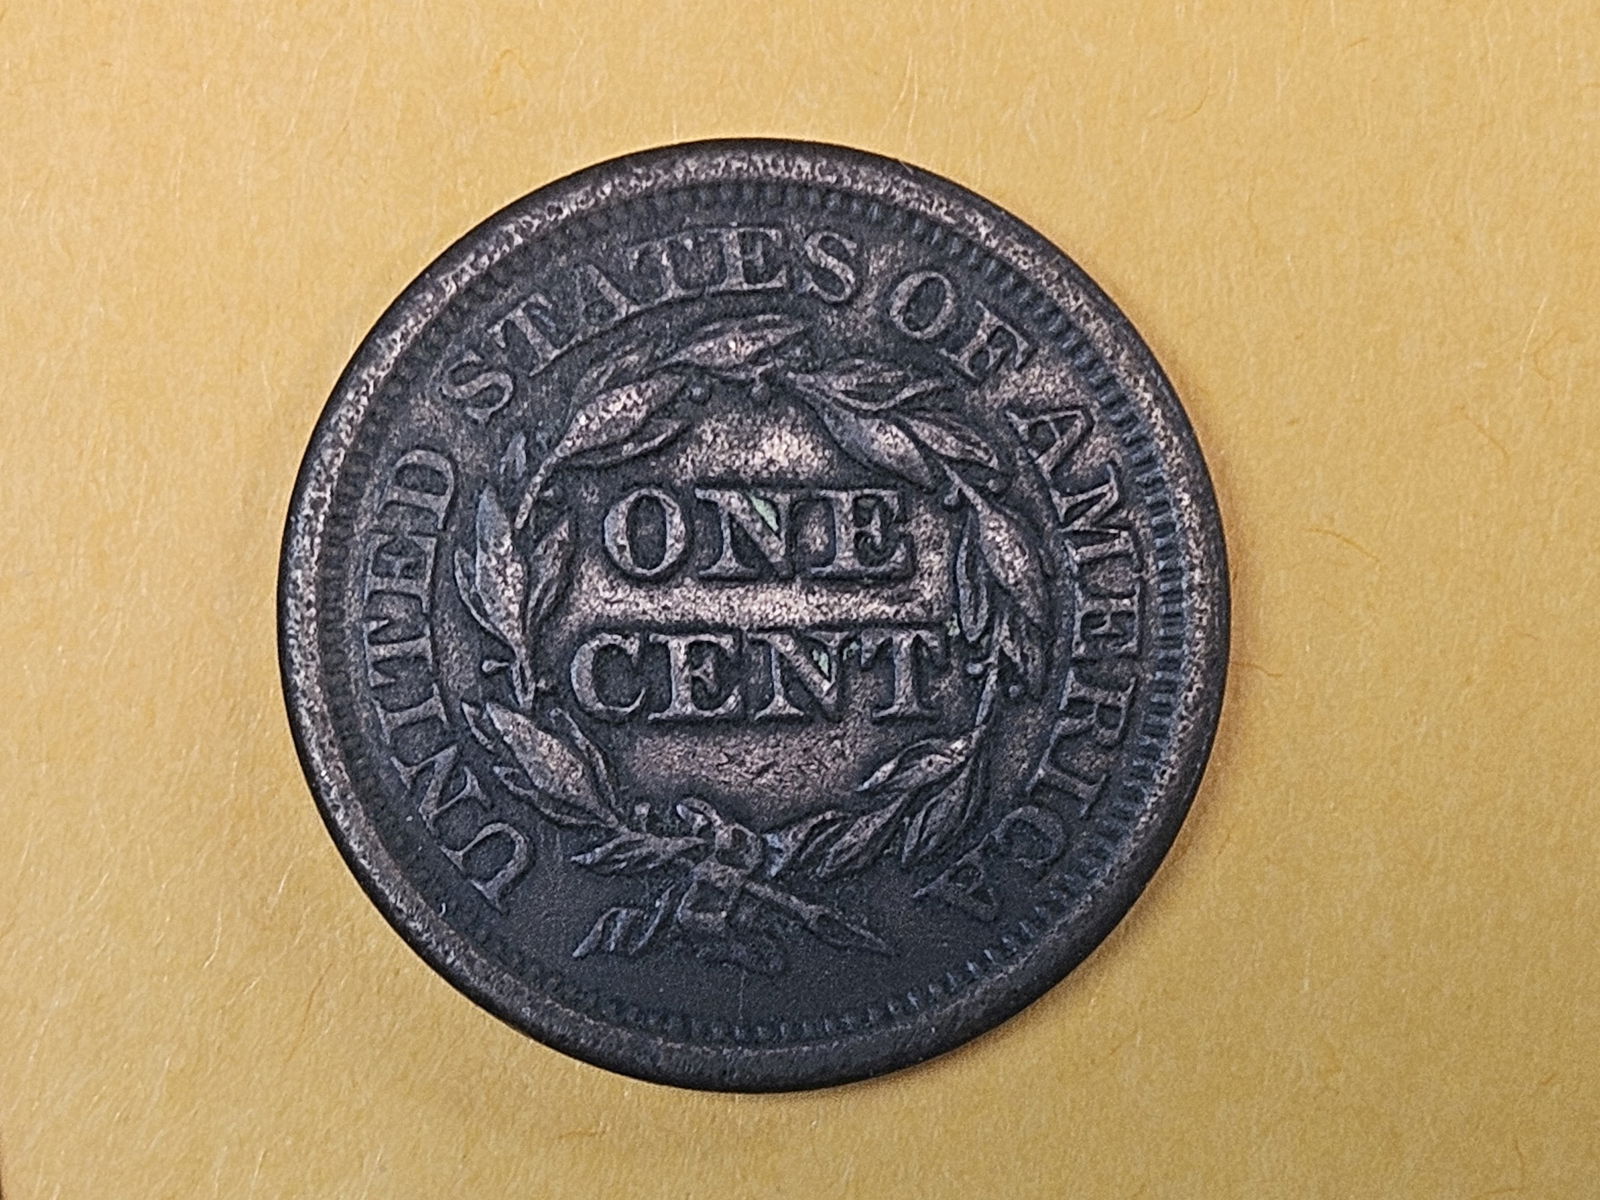 UNITED STATES OF AMERICA
ONE
CENT